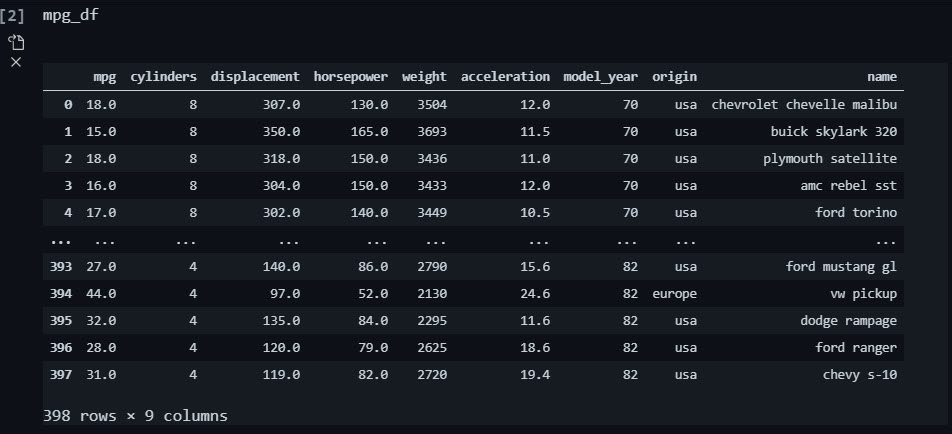 [2] mpg_df
mpg cylinders displacement horsepower weight acceleration model_year origin name
0 18.0 8 307.0 130.0 3504 12.0 70 usa chevrolet chevelle malibu
1 15.0 8 350.0 165.0 3693 11.5 70 usa buick skylark 320
2 18.0 8 318.0 150.0 3436 11.0 70 usa plymouth satellite
3 16.0 8 304.0 150.0 3433 12.0 70 usa amc rebel sst
4 17.0 8 302.0 140.0 3449 10.5 70 usa ford torino
... ... ... ... ... ... ... ... ... ...
393 27.0 4 140.0 86.0 2790 15.6 82 usa ford mustang gl
394 44.0 4 97.0 52.0 2130 24.6 82 europe vw pickup
395 32.0 4 135.0 84.0 2295 11.6 82 usa dodge rampage
396 28.0 4 120.0 79.0 2625 18.6 82 usa ford ranger
397 31.0 4 119.0 82.0 2720 19.4 82 usa chevy s-10
398 rows × 9 columns